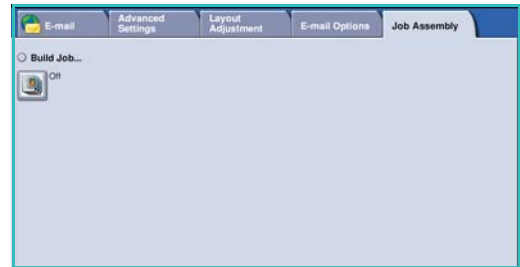 E-mail
Advanced
Settings
Layout
Adjustment
E-mail Options
Job Assembly
Build Job...
Off